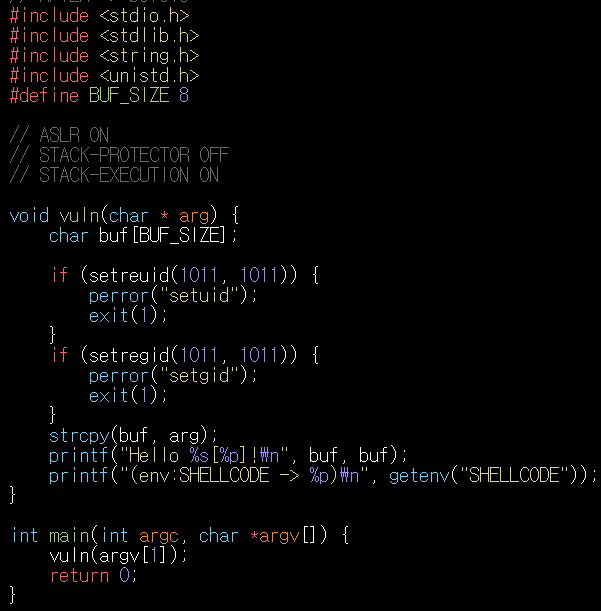 #include <stdio.h>
#include <stdlib.h>
#include <string.h>
#include <unistd.h>
#define BUF_SIZE 8
// ASLR ON
// STACK-PROTECTOR OFF
// STACK-EXECUTION ON
void vuln(char * arg) {
    char buf[BUF_SIZE];
    if (setreuid(1011, 1011)) {
        perror("setuid");
        exit(1);
    }
    if (setregid(1011, 1011)) {
        perror("setgid");
        exit(1);
    }
    strcpy(buf, arg);
    printf("Hello %s[%p]!₩n", buf, buf);
    printf("(env:SHELLCODE -> %p)₩n", getenv("SHELLCODE"));
}
int main(int argc, char *argv[]) {
    vuln(argv[1]);
    return 0;
}